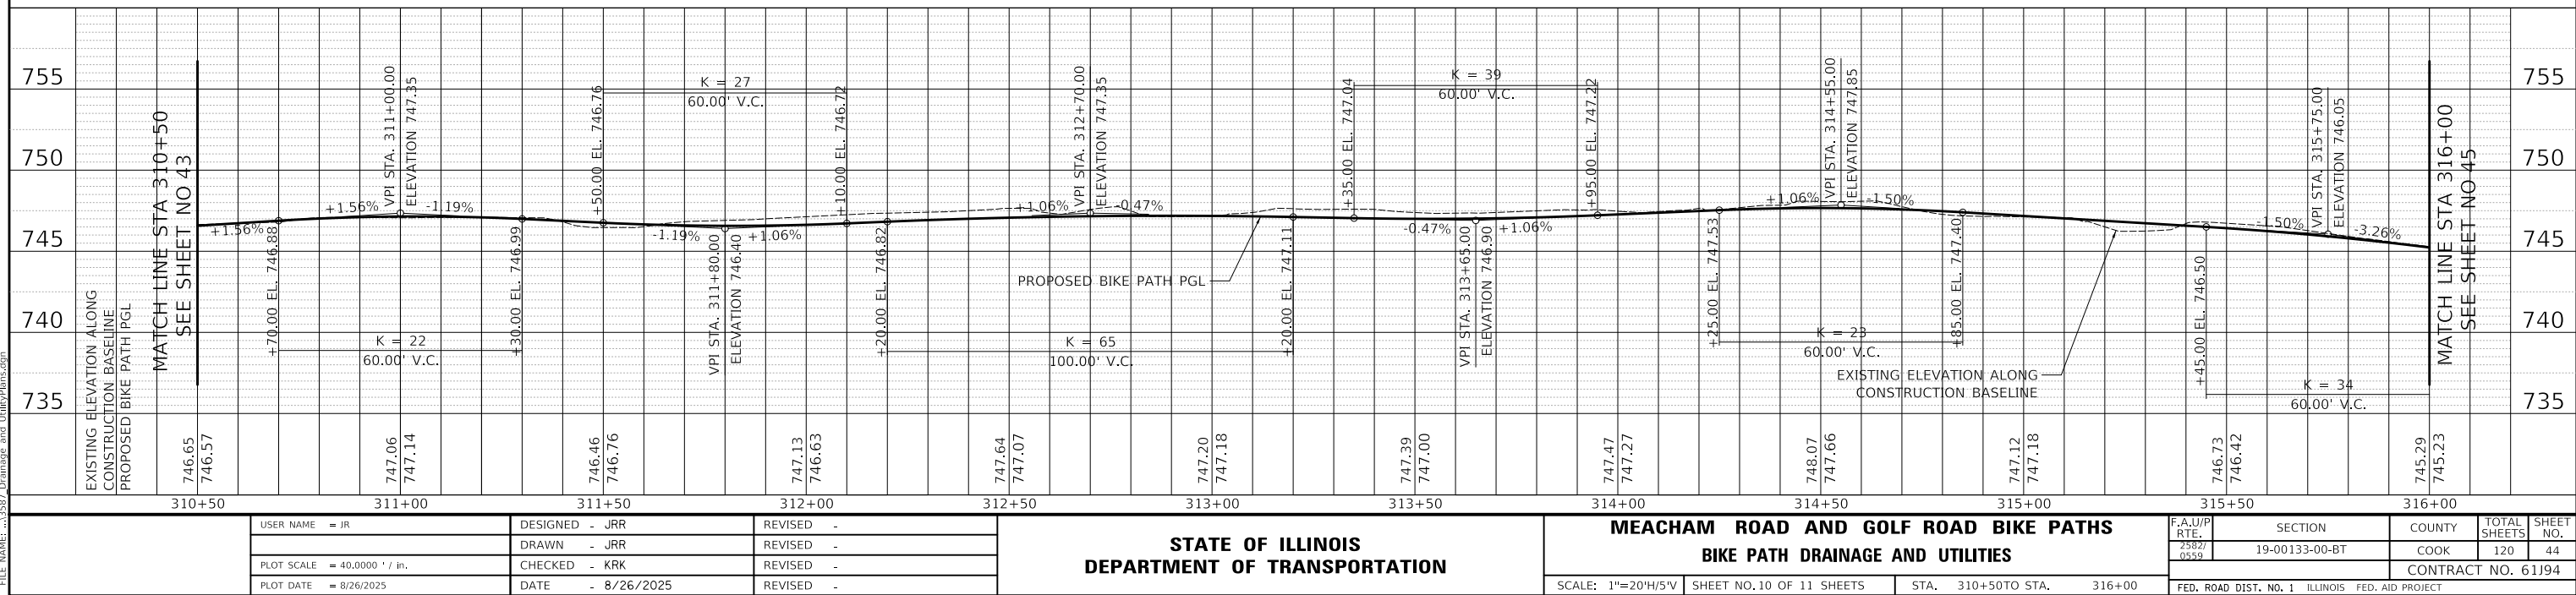 755
750
745
740
735
755
750
745
740
735
MATCH LINE STA 310+50
SEE SHEET NO 43
EXISTING ELEVATION ALONG
CONSTRUCTION BASELINE
PROPOSED BIKE PATH PGL
+1.56%
+70.00 EL. 746.88
+1.56%
VPI STA. 311+00.00
ELEVATION 747.35
-1.19%
K = 22
60.00' V.C.
+30.00 EL. 746.99
+50.00 EL. 746.76
K = 27
60.00' V.C.
-1.19%
VPI STA. 311+80.00
ELEVATION 746.40
+1.06%
+10.00 EL. 746.72
+20.00 EL. 746.82
+1.06%
VPI STA. 312+70.00
ELEVATION 747.35
-0.47%
K = 65
100.00' V.C.
PROPOSED BIKE PATH PGL
+20.00 EL. 747.11
+35.00 EL. 747.04
K = 39
60.00' V.C.
-0.47%
VPI STA. 313+65.00
ELEVATION 746.90
+1.06%
+95.00 EL. 747.22
+25.00 EL. 747.53
+1.06%
VPI STA. 314+55.00
ELEVATION 747.85
-1.50%
K = 23
60.00' V.C.
+85.00 EL. 747.40
EXISTING ELEVATION ALONG
CONSTRUCTION BASELINE
+45.00 EL. 746.50
-1.50%
VPI STA. 315+75.00
ELEVATION 746.05
-3.26%
K = 34
60.00' V.C.
MATCH LINE STA 316+00
SEE SHEET NO 45
746.65
746.57
747.06
747.14
746.46
746.76
747.13
746.63
747.64
747.07
747.20
747.18
747.39
747.00
747.47
747.27
748.07
747.66
747.12
747.18
746.73
746.42
745.29
745.23
310+50 311+00 311+50 312+00 312+50 313+00 313+50 314+00 314+50 315+00 315+50 316+00
USER NAME = JR
PLOT SCALE = 40.0000 ' / in.
PLOT DATE = 8/26/2025
DESIGNED - JRR
DRAWN - JRR
CHECKED - KRK
DATE - 8/26/2025
REVISED -
REVISED -
REVISED -
REVISED -
STATE OF ILLINOIS
DEPARTMENT OF TRANSPORTATION
MEACHAM ROAD AND GOLF ROAD BIKE PATHS
BIKE PATH DRAINAGE AND UTILITIES
SCALE: 1"=20'H/5'V SHEET NO. 10 OF 11 SHEETS STA. 310+50TO STA. 316+00
F.A.U/P
RTE.
2582/
0559
SECTION
19-00133-00-BT
COUNTY
COOK
TOTAL
SHEETS
120
SHEET
NO.
44
CONTRACT NO. 61J94
FED. ROAD DIST. NO. 1 ILLINOIS FED. AID PROJECT